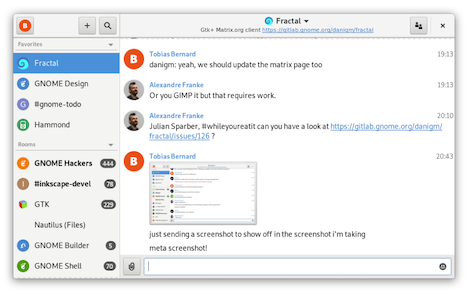 B
Fractal
Gtk+ Matrix.org client https://gitlab.gnome.org/danigm/fractal
Favorites
Fractal
GNOME Design
G
#gnome-todo
Hammond
Rooms
GNOME Hackers 444
I
#inkscape-devel 78
GTK 229
Nautilus (Files)
GNOME Builder 5
GNOME Shell 70
B
Tobias Bernard 19:13
danigm: yeah, we should update the matrix page too
Alexandre Franke 19:13
Or you GIMP it but that requires work.
Alexandre Franke 20:10
Julian Sparber, #whileyoureatit can you have a look at https://gitlab.gnome.org/danigm/
fractal/issues/126 ?
B
Tobias Bernard 20:43
just sending a screenshot to show off in the screenshot i'm taking
meta screenshot!